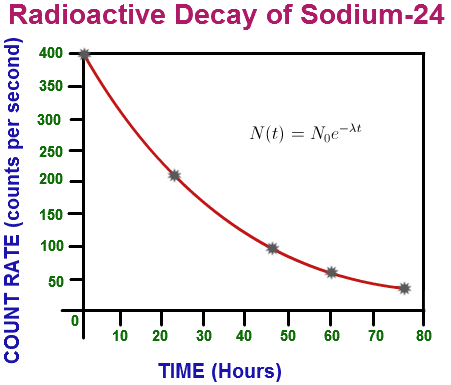 Radioactive Decay of Sodium-24
COUNT RATE (counts per second)
400
350
300
250
200
150
100
50
0
N(t) = N₀e^{-λt}
10 20 30 40 50 60 70 80
TIME (Hours)